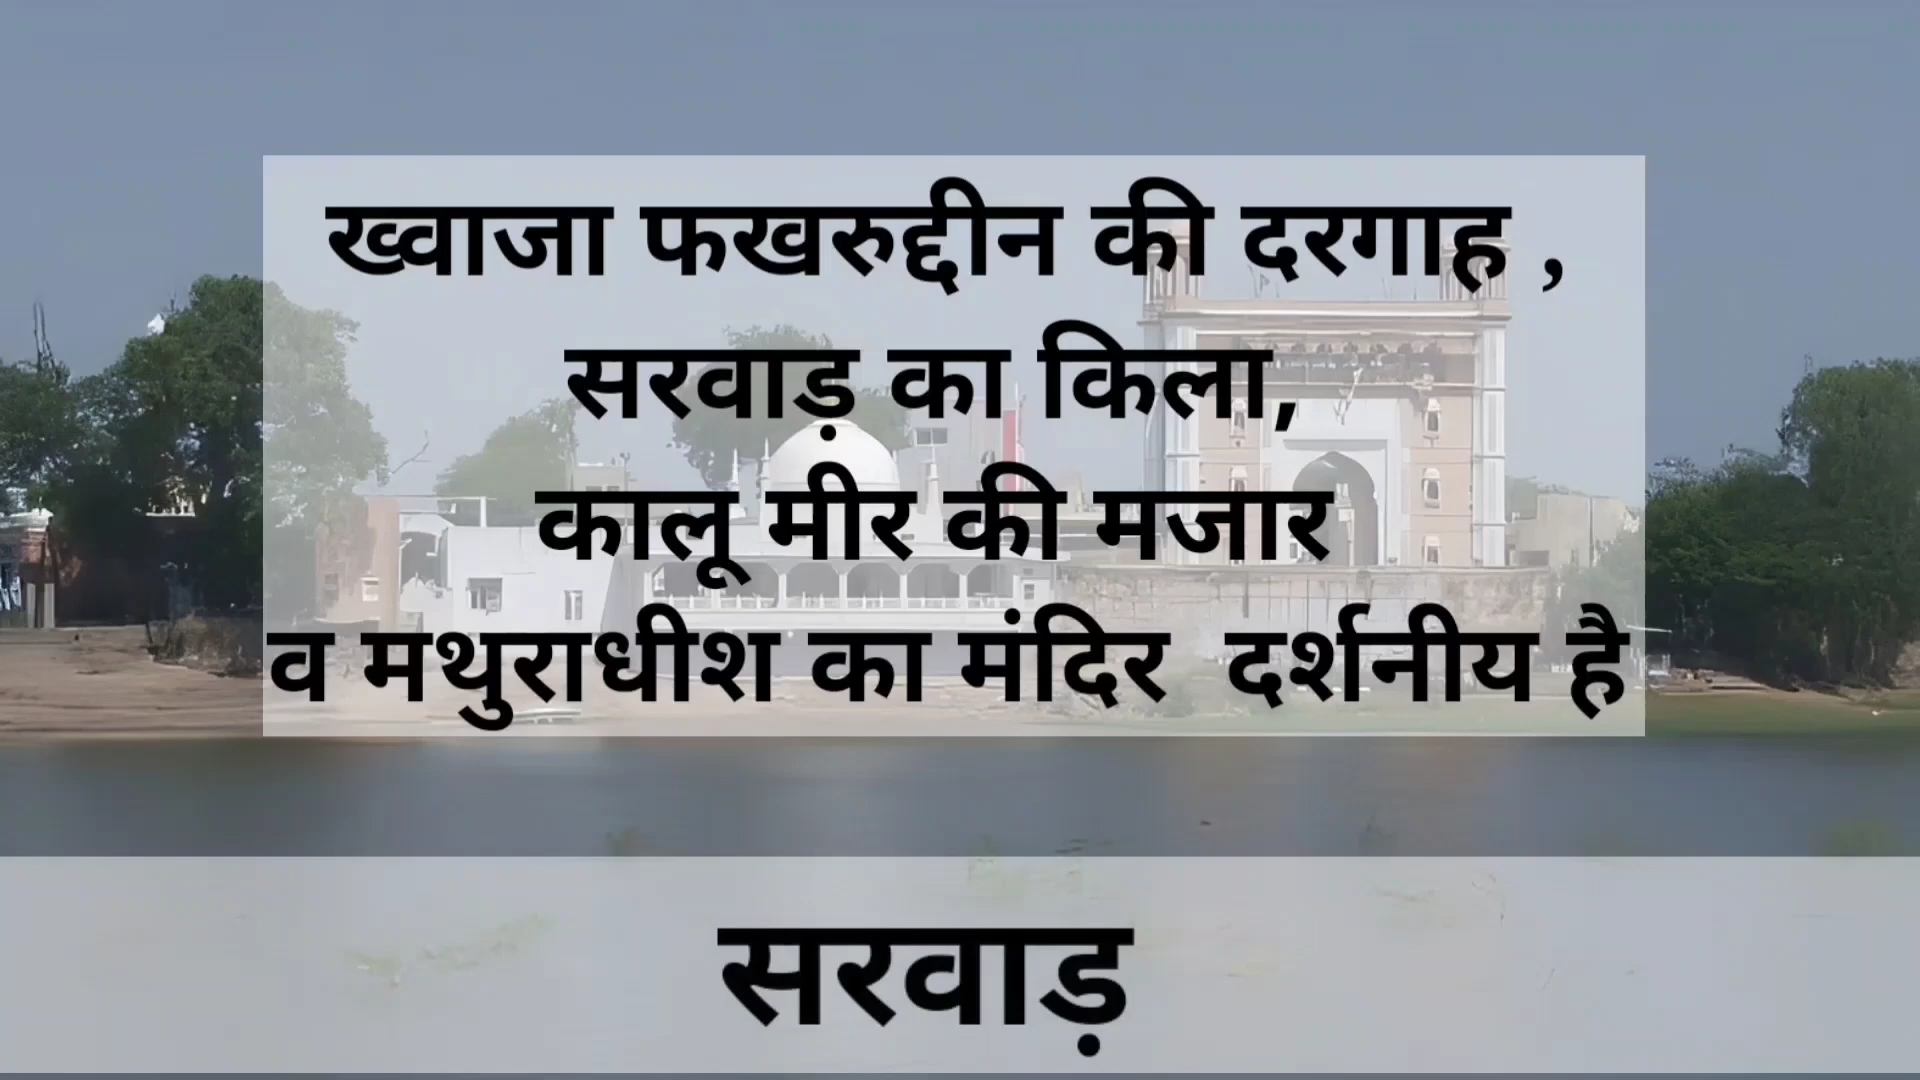 ख्वाजा फखरुद्दीन की दरगाह ,
सरवाड़ का किला,
कालू मीर की मजार
व मथुराधीश का मंदिर दर्शनीय है
सरवाड़